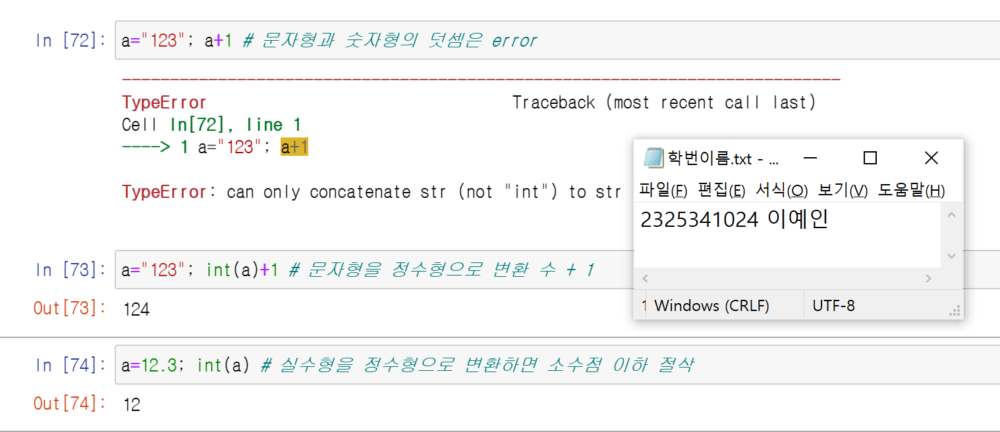 In [72]: a="123"; a+1 # 문자형과 숫자형의 덧셈은 error
---------------------------------------------------------------------------
TypeError Traceback (most recent call last)
Cell In[72], line 1
----> 1 a="123"; a+1
TypeError: can only concatenate str (not "int") to str
학번이름.txt - ...
파일(F) 편집(E) 서식(O) 보기(V) 도움말(H)
2325341024 이예인
1 Windows (CRLF) UTF-8
In [73]: a="123"; int(a)+1 # 문자형을 정수형으로 변환 수 + 1
Out[73]: 124
In [74]: a=12.3; int(a) # 실수형을 정수형으로 변환하면 소수점 이하 절삭
Out[74]: 12